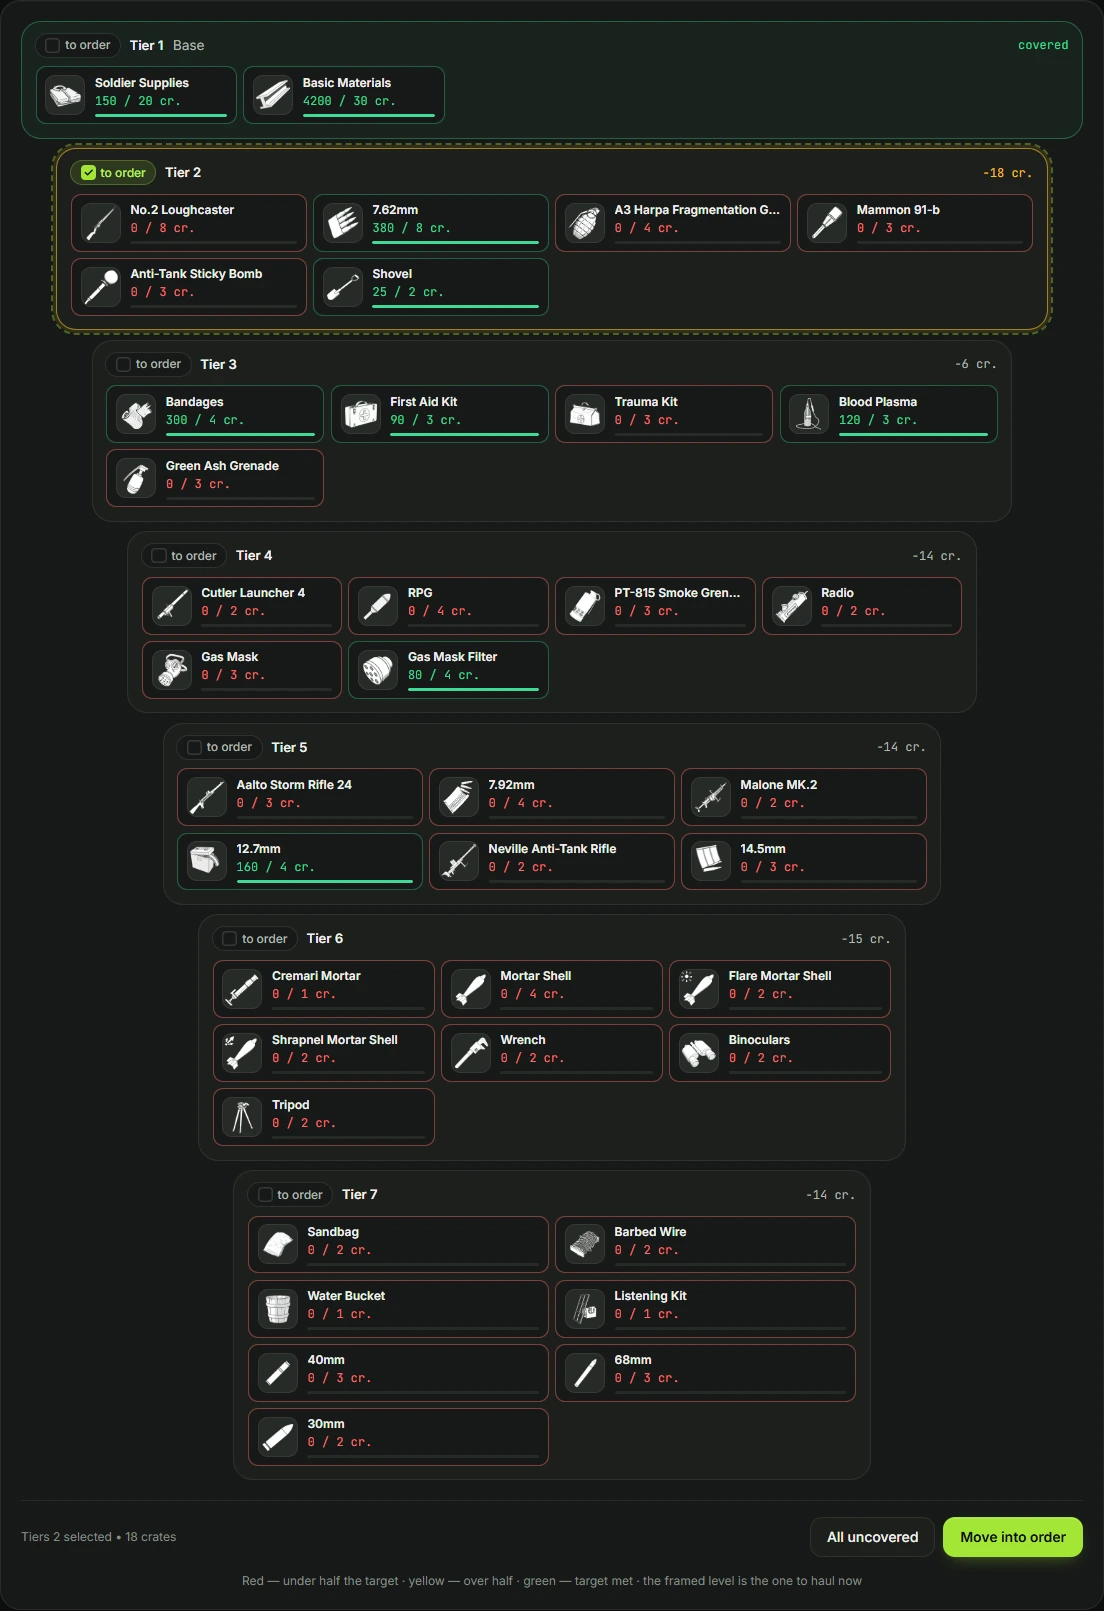 to order Tier 1 Base covered
Soldier Supplies Basic Materials
150 / 20 cr. 4200 / 30 cr.
to order Tier 2 -18 cr.
No.2 Loughcaster 7.62mm A3 Harpa Fragmentation G... Mammon 91-b
0 / 8 cr. 380 / 8 cr. 0 / 4 cr. 0 / 3 cr.
Anti-Tank Sticky Bomb Shovel
0 / 3 cr. 25 / 2 cr.
to order Tier 3 -6 cr.
Bandages First Aid Kit Trauma Kit Blood Plasma
300 / 4 cr. 90 / 3 cr. 0 / 3 cr. 120 / 3 cr.
Green Ash Grenade
0 / 3 cr.
to order Tier 4 -14 cr.
Cutler Launcher 4 RPG PT-815 Smoke Gren... Radio
0 / 2 cr. 0 / 4 cr. 0 / 3 cr. 0 / 2 cr.
Gas Mask Gas Mask Filter
0 / 3 cr. 80 / 4 cr.
to order Tier 5 -14 cr.
Aalto Storm Rifle 24 7.92mm Malone MK.2
0 / 3 cr. 0 / 4 cr. 0 / 2 cr.
12.7mm Neville Anti-Tank Rifle 14.5mm
160 / 4 cr. 0 / 2 cr. 0 / 3 cr.
to order Tier 6 -15 cr.
Cremari Mortar Mortar Shell Flare Mortar Shell
0 / 1 cr. 0 / 4 cr. 0 / 2 cr.
Shrapnel Mortar Shell Wrench Binoculars
0 / 2 cr. 0 / 2 cr. 0 / 2 cr.
Tripod
0 / 2 cr.
to order Tier 7 -14 cr.
Sandbag Barbed Wire
0 / 2 cr. 0 / 2 cr.
Water Bucket Listening Kit
0 / 1 cr. 0 / 1 cr.
40mm 68mm
0 / 3 cr. 0 / 3 cr.
30mm
0 / 2 cr.
Tiers 2 selected • 18 crates All uncovered Move into order
Red — under half the target · yellow — over half · green — target met · the framed level is the one to haul now